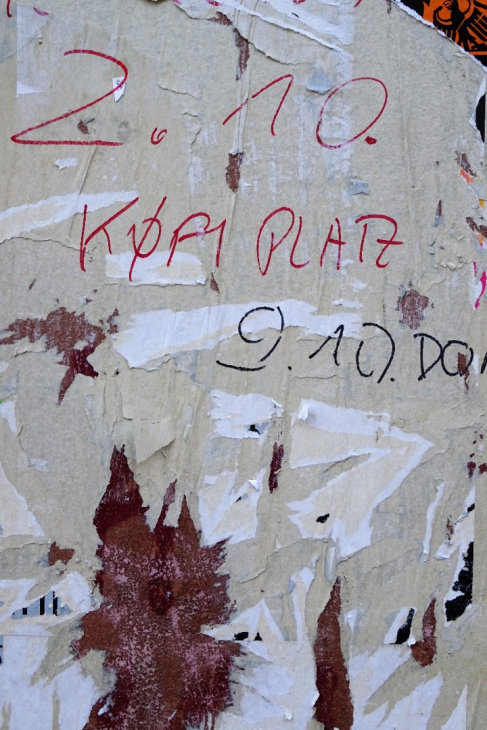 2. 10.
KØPI PLATZ
9. 10. DO